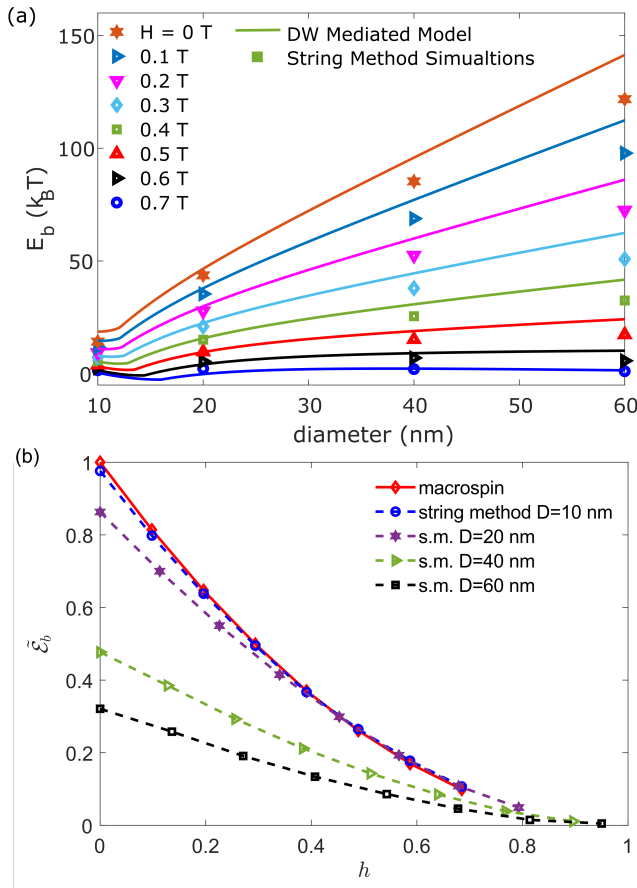 (a)
150
100
50
0
E_b (k_BT)
H = 0 T
0.1 T
0.2 T
0.3 T
0.4 T
0.5 T
0.6 T
0.7 T
DW Mediated Model
String Method Simualtions
10 20 30 40 50 60
diameter (nm)
(b)
1
0.8
0.6
0.4
0.2
0
ℰ̃_b
macrospin
string method D=10 nm
s.m. D=20 nm
s.m. D=40 nm
s.m. D=60 nm
0 0.2 0.4 0.6 0.8 1
h